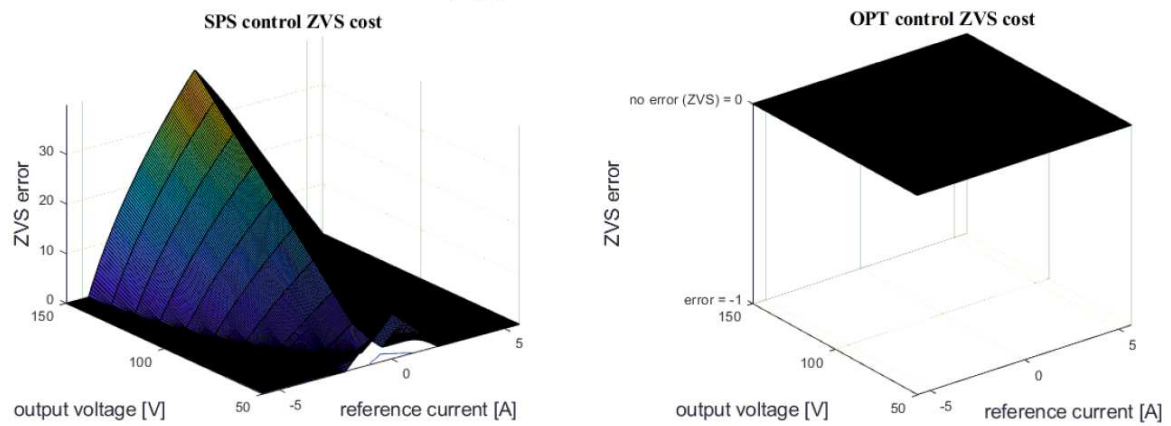 SPS control ZVS cost
30
20
10
0
ZVS error
150
100
50
output voltage [V]
-5
0
5
reference current [A]
OPT control ZVS cost
no error (ZVS) = 0
error = -1
ZVS error
150
100
50
output voltage [V]
-5
0
5
reference current [A]